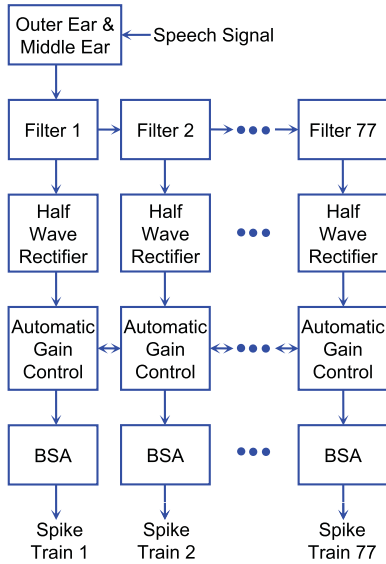 Outer Ear &
Middle Ear
Speech Signal
Filter 1
Filter 2
Filter 77
Half
Wave
Rectifier
Half
Wave
Rectifier
Half
Wave
Rectifier
Automatic
Gain
Control
Automatic
Gain
Control
Automatic
Gain
Control
BSA
BSA
BSA
Spike
Train 1
Spike
Train 2
Spike
Train 77